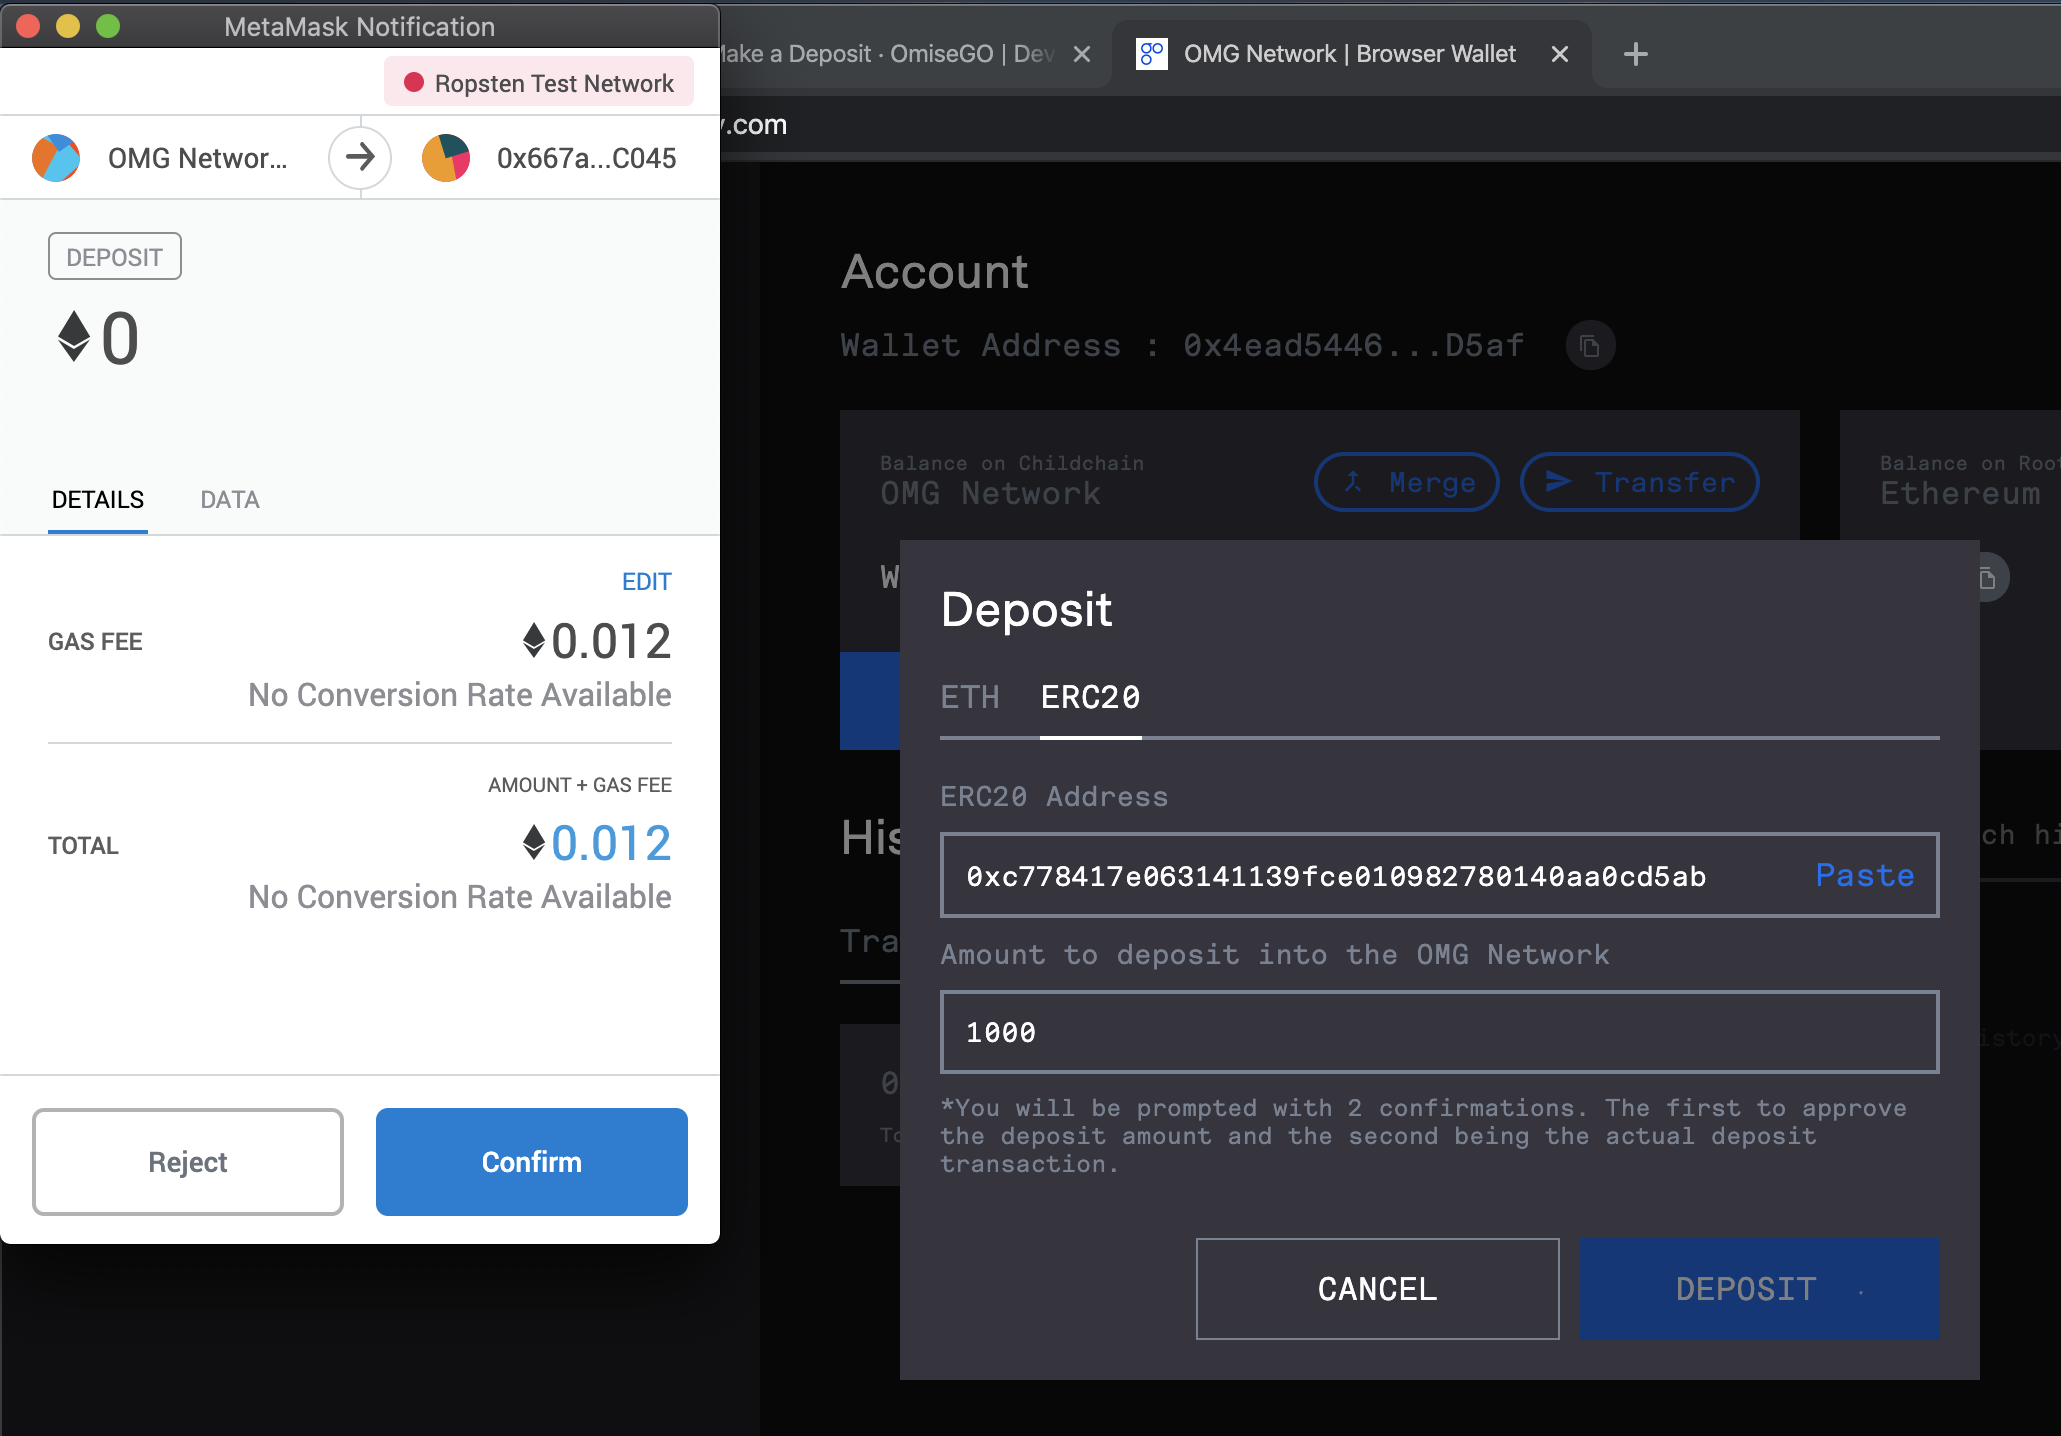 MetaMask Notification
Ropsten Test Network
OMG Networ...
0x667a...C045
DEPOSIT
0
DETAILS
DATA
EDIT
GAS FEE
0.012
No Conversion Rate Available
AMOUNT + GAS FEE
TOTAL
0.012
No Conversion Rate Available
Reject
Confirm
Make a Deposit · OmiseGO | Dev
OMG Network | Browser Wallet
.com
Account
Wallet Address : 0x4ead5446...D5af
Balance on Childchain
OMG Network
Merge
Transfer
Balance on Root
Ethereum
W
Deposit
ETH
ERC20
ERC20 Address
0xc778417e063141139fce010982780140aa0cd5ab
Paste
Amount to deposit into the OMG Network
1000
*You will be prompted with 2 confirmations. The first to approve
the deposit amount and the second being the actual deposit
transaction.
CANCEL
DEPOSIT
His
ch hi
Tra
istory
0
To